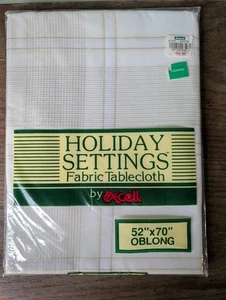 HOLIDAY
SETTINGS
Fabric Tablecloth
by excell
52"x70"
OBLONG